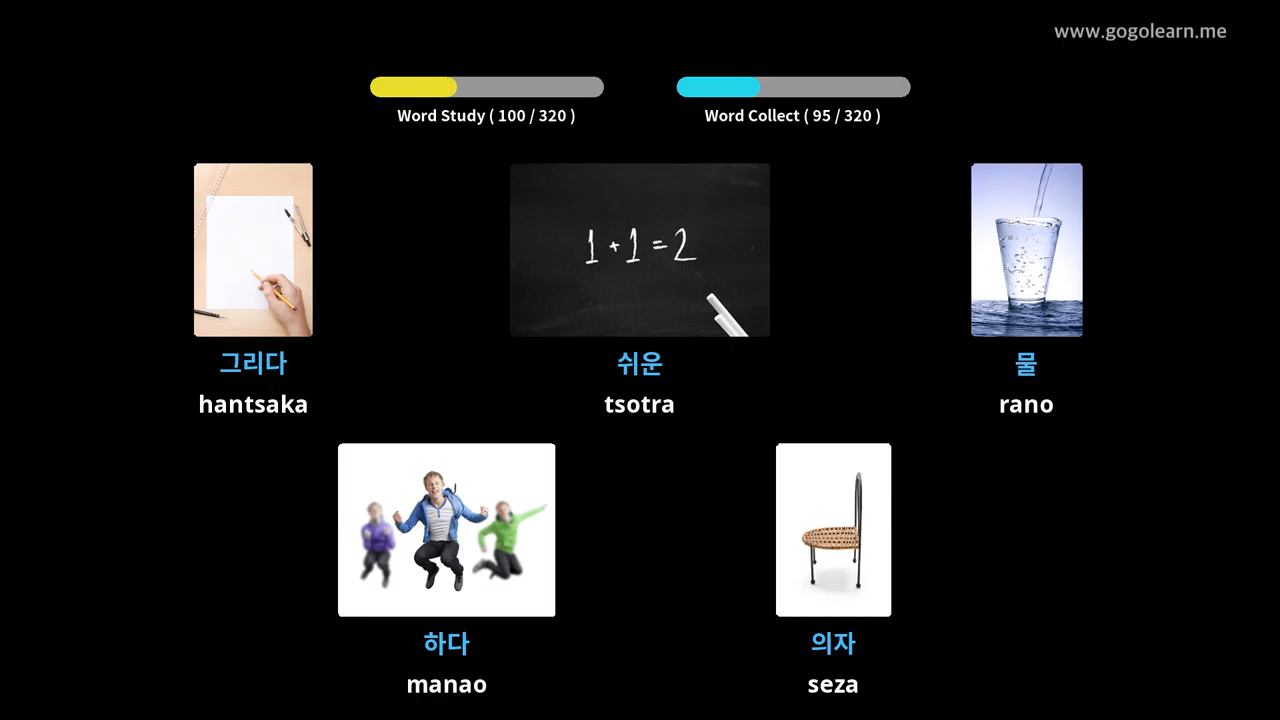 www.gogolearn.me
Word Study ( 100 / 320 )
Word Collect ( 95 / 320 )
1 + 1 = 2
그리다
hantsaka
쉬운
tsotra
물
rano
하다
manao
의자
seza